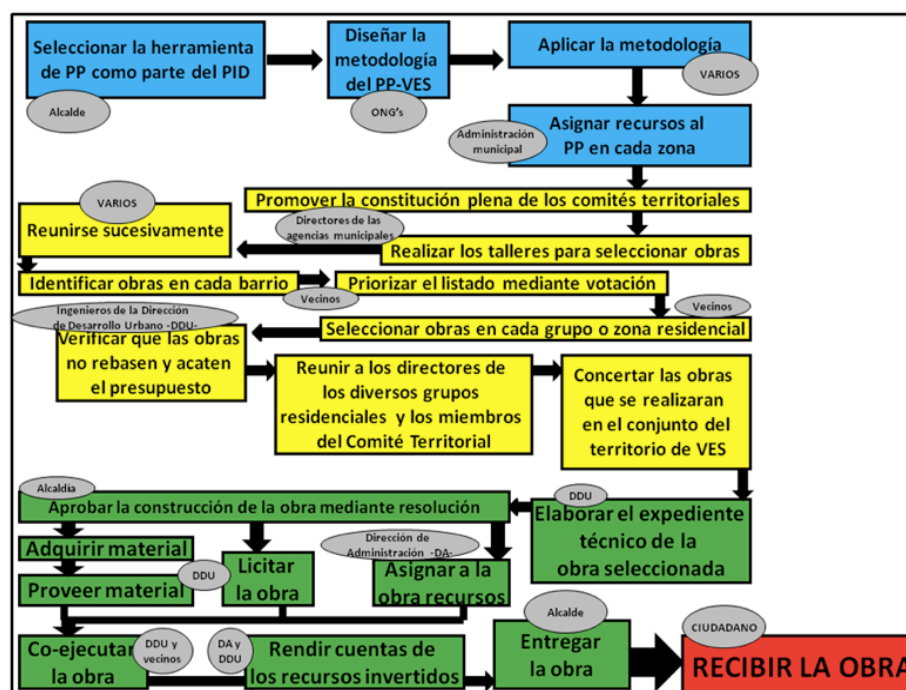 Seleccionar la herramienta
de PP como parte del PID
Alcalde
Diseñar la
metodología
del PP-VES
ONG's
Aplicar la metodología
VARIOS
Administración
municipal
Asignar recursos al
PP en cada zona
Promover la constitución plena de los comités territoriales
VARIOS
Reunirse sucesivamente
Directores de las
agencias municipales
Realizar los talleres para seleccionar obras
Identificar obras en cada barrio
Vecinos
Priorizar el listado mediante votación
Vecinos
Seleccionar obras en cada grupo o zona residencial
Ingenieros de la Dirección
de Desarrollo Urbano -DDU-
Verificar que las obras
no rebasen y acaten
el presupuesto
Reunir a los directores de
los diversos grupos
residenciales y los miembros
del Comité Territorial
Concertar las obras
que se realizaran
en el conjunto del
territorio de VES
DDU
Elaborar el expediente
técnico de la
obra seleccionada
Alcaldía
Aprobar la construcción de la obra mediante resolución
Adquirir material
Proveer material
DDU
Licitar
la obra
Dirección de
Administración -DA-
Asignar a la
obra recursos
Co-ejecutar
la obra
DDU y
vecinos
DA y
DDU
Rendir cuentas de
los recursos invertidos
Alcalde
Entregar
la obra
CIUDADANO
RECIBIR LA OBRA